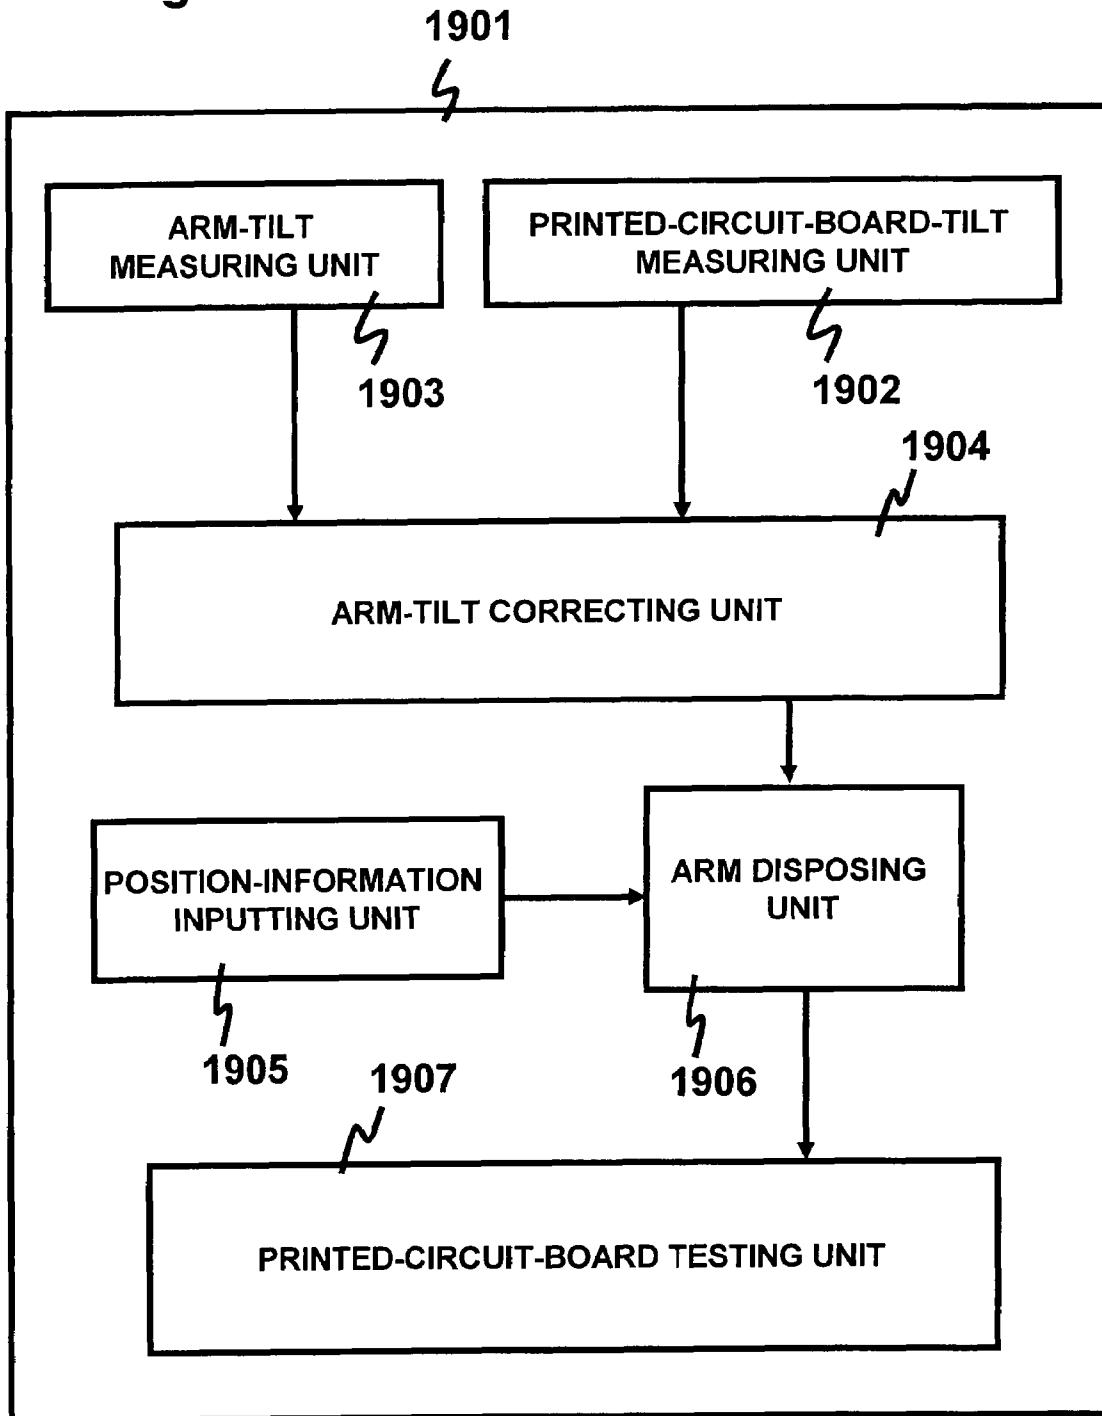 1901
ARM-TILT
MEASURING UNIT
PRINTED-CIRCUIT-BOARD-TILT
MEASURING UNIT
1903
1902
1904
ARM-TILT CORRECTING UNIT
POSITION-INFORMATION
INPUTTING UNIT
ARM DISPOSING
UNIT
1905
1907
1906
PRINTED-CIRCUIT-BOARD TESTING UNIT